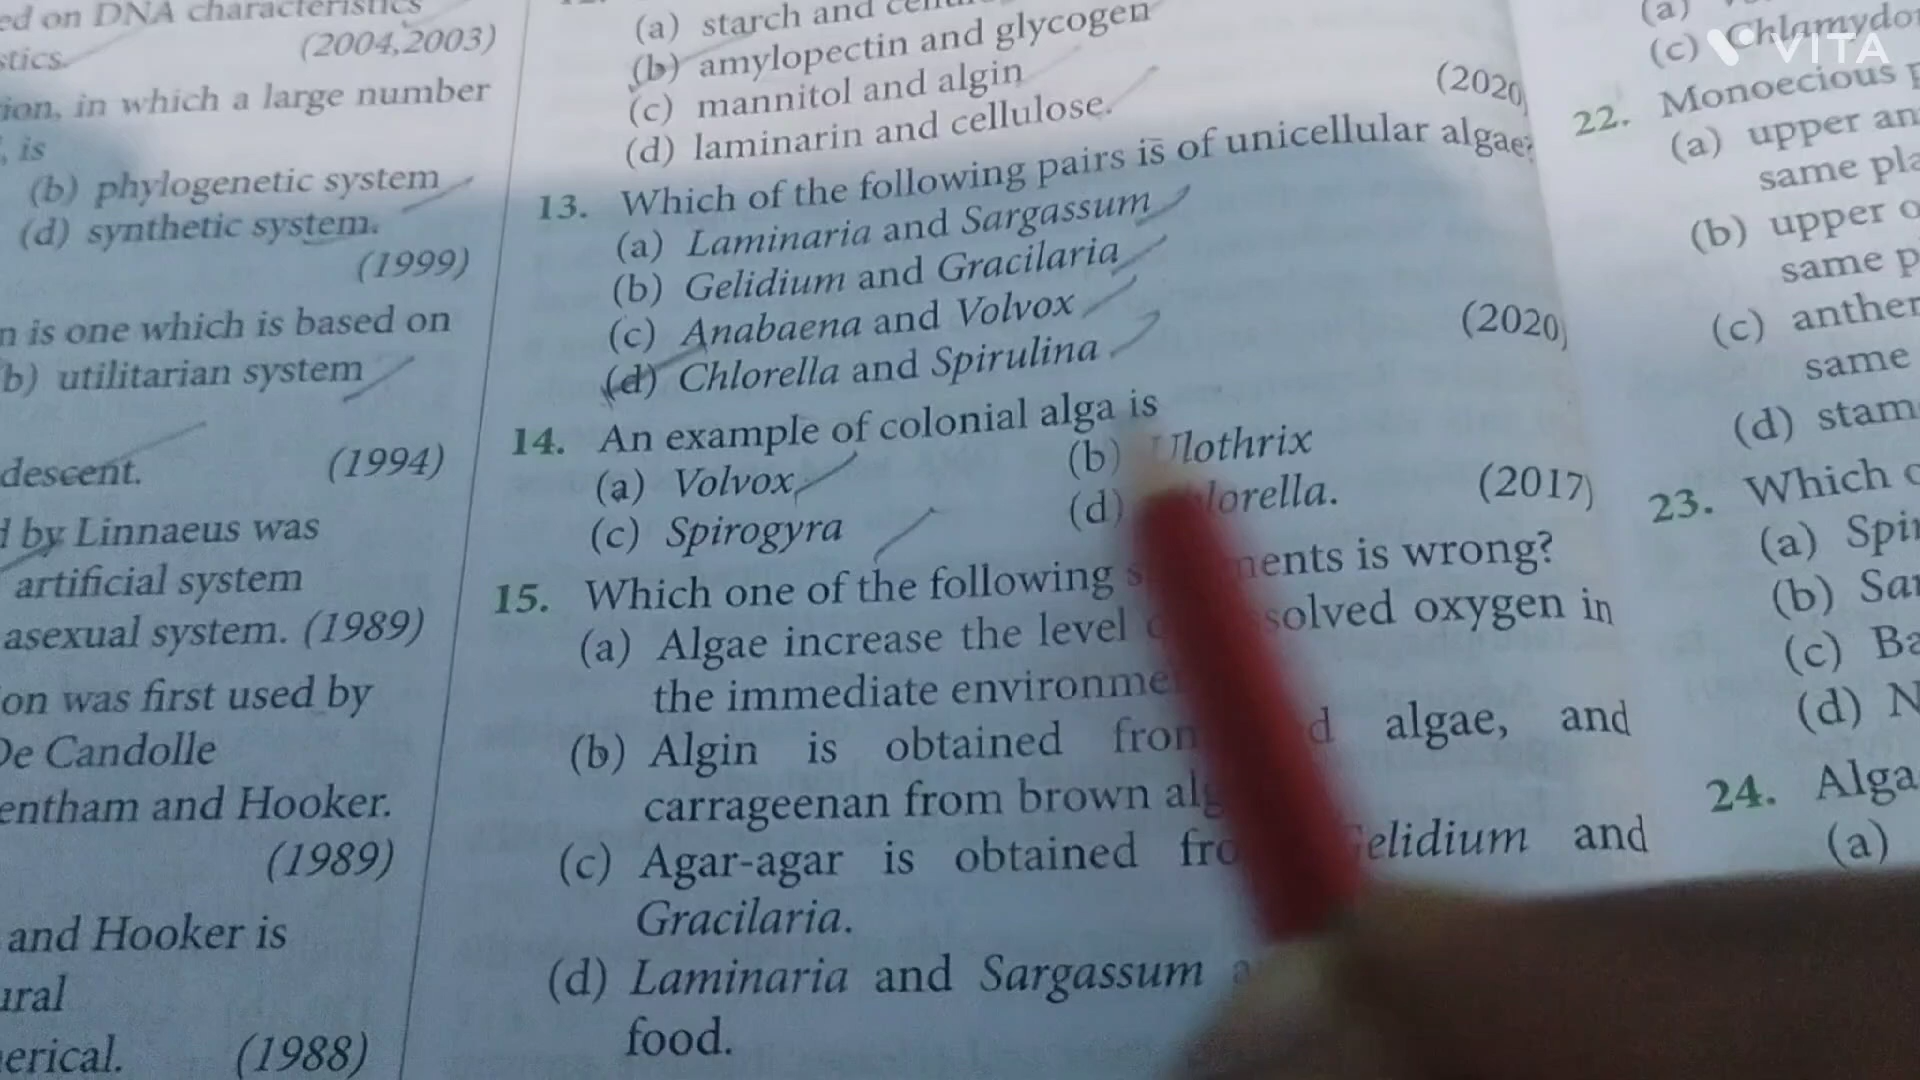 ed on DNA characteristics
stics.
(2004,2003)
ion, in which a large number
, is
(b) phylogenetic system
(d) synthetic system.
(1999)
n is one which is based on
b) utilitarian system
descent. (1994)
d by Linnaeus was
artificial system
asexual system. (1989)
on was first used by
De Candolle
entham and Hooker.
(1989)
and Hooker is
ural
erical. (1988)
(a) starch and
(b) amylopectin and glycogen
(c) mannitol and algin
(d) laminarin and cellulose. (2020)
13. Which of the following pairs is of unicellular algae?
(a) Laminaria and Sargassum
(b) Gelidium and Gracilaria
(c) Anabaena and Volvox
(d) Chlorella and Spirulina (2020)
14. An example of colonial alga is
(a) Volvox (b) Ulothrix
(c) Spirogyra (d) lorella. (2017)
15. Which one of the following s ments is wrong?
(a) Algae increase the level solved oxygen in
the immediate environme
(b) Algin is obtained from d algae, and
carrageenan from brown alg
(c) Agar-agar is obtained fro Gelidium and
Gracilaria.
(d) Laminaria and Sargassum
food.
(a)
(c) Chlamydo
VITA
22. Monoecious p
(a) upper an
same pla
(b) upper o
same p
(c) anther
same
(d) stam
23. Which o
(a) Spir
(b) Sar
(c) Ba
(d) N
24. Alga
(a)